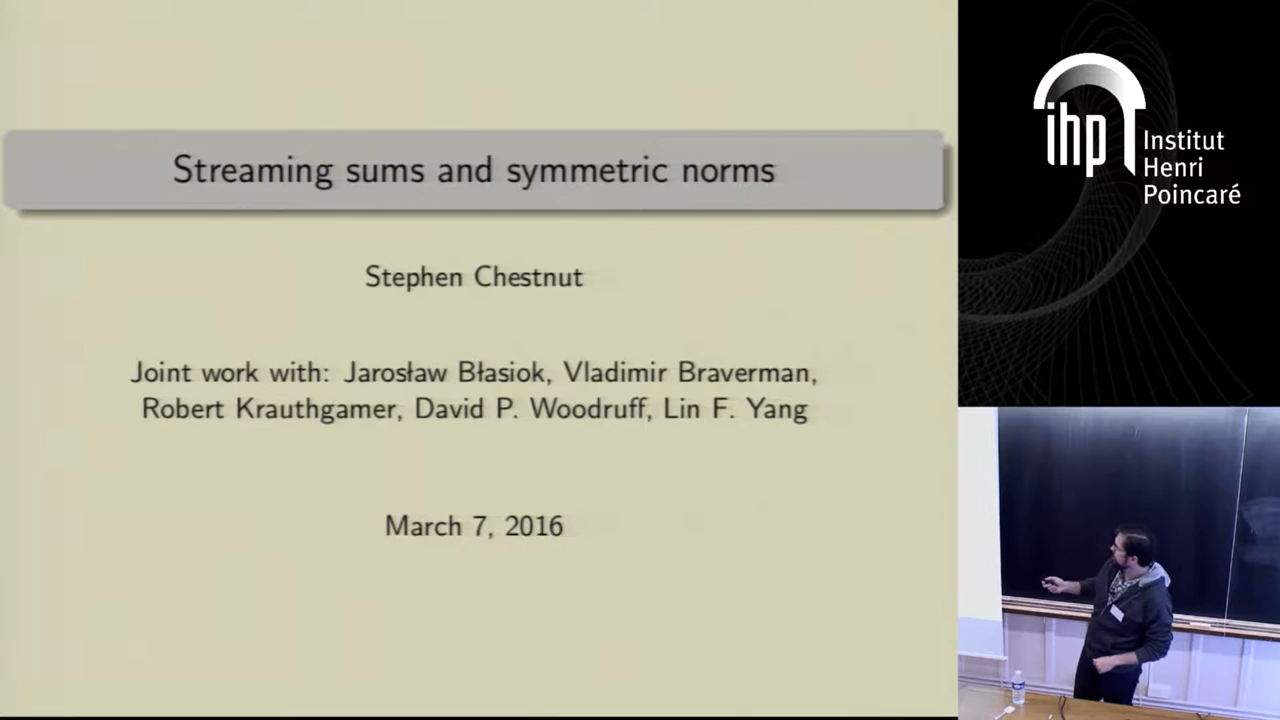 Streaming sums and symmetric norms
Stephen Chestnut
Joint work with: Jarosław Błasiok, Vladimir Braverman,
Robert Krauthgamer, David P. Woodruff, Lin F. Yang
March 7, 2016
ihp Institut
Henri
Poincaré